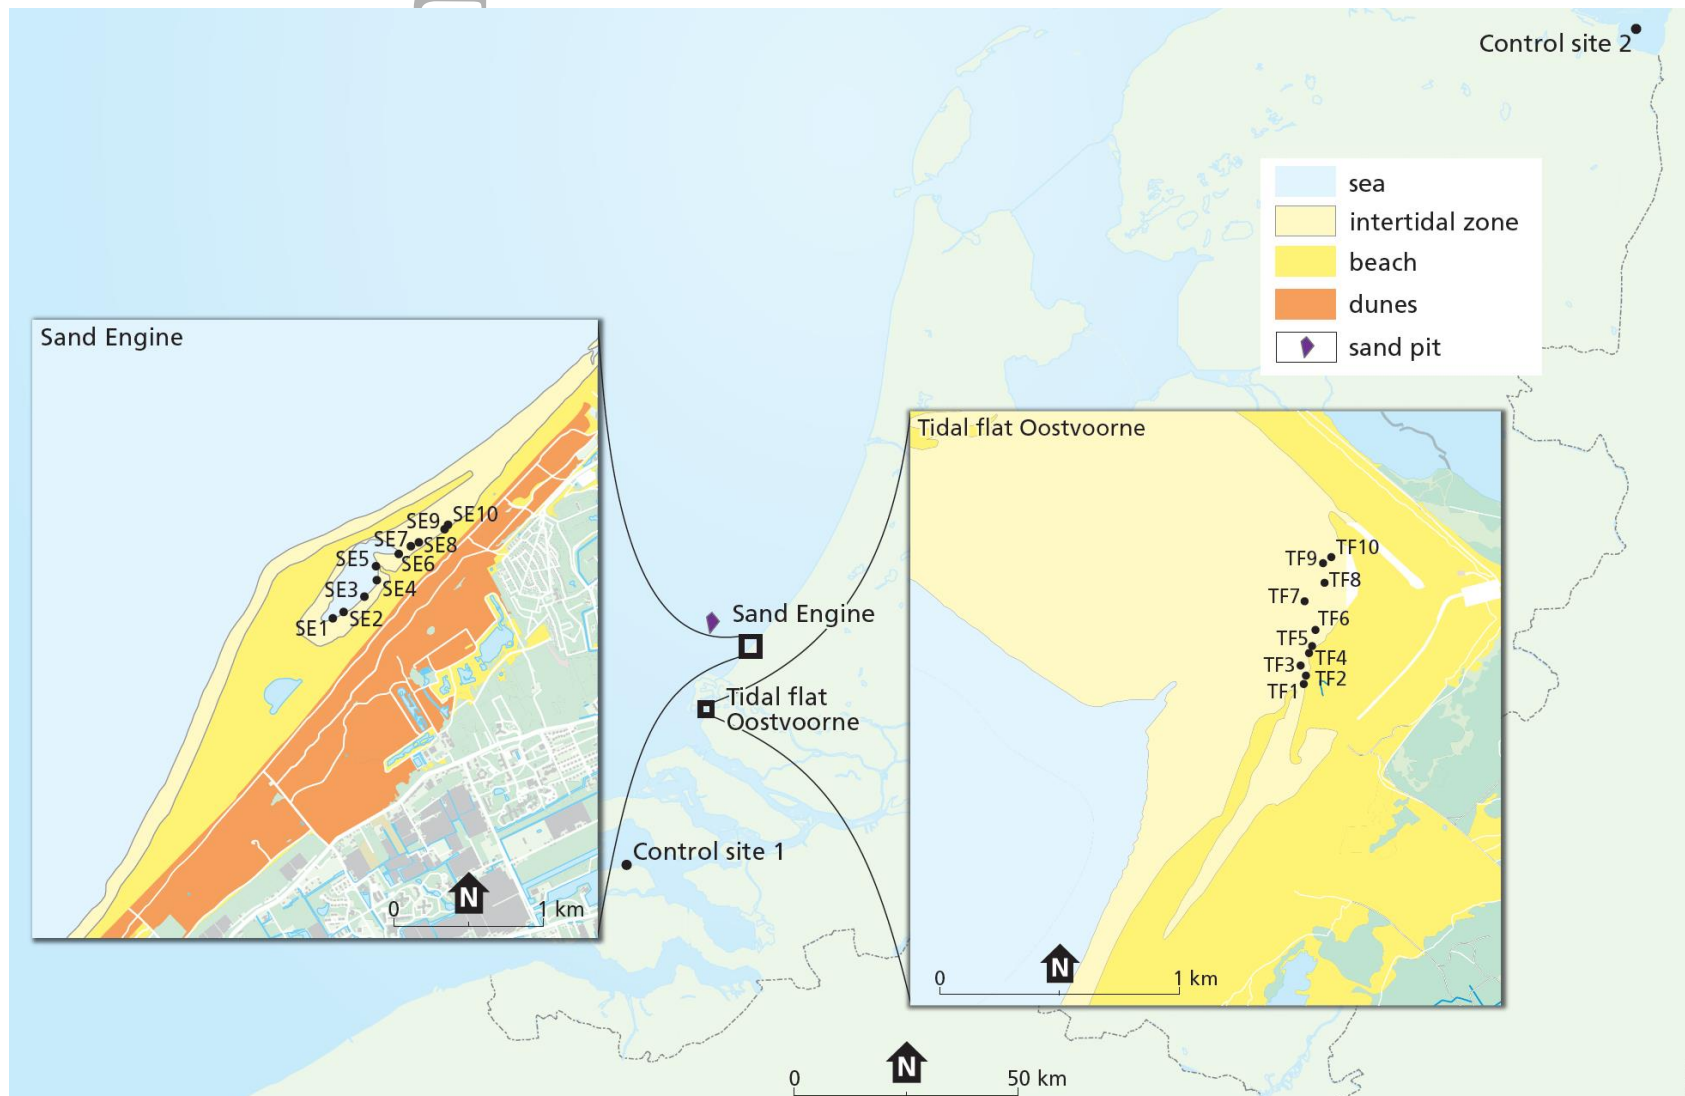 Control site 2
sea
intertidal zone
beach
dunes
sand pit
Sand Engine
SE9
SE10
SE7
SE8
SE5
SE6
SE3
SE4
SE1
SE2
N
0
1 km
Tidal flat Oostvoorne
TF10
TF9
TF8
TF7
TF6
TF5
TF4
TF3
TF2
TF1
N
0
1 km
Sand Engine
Tidal flat
Oostvoorne
Control site 1
N
0
50 km